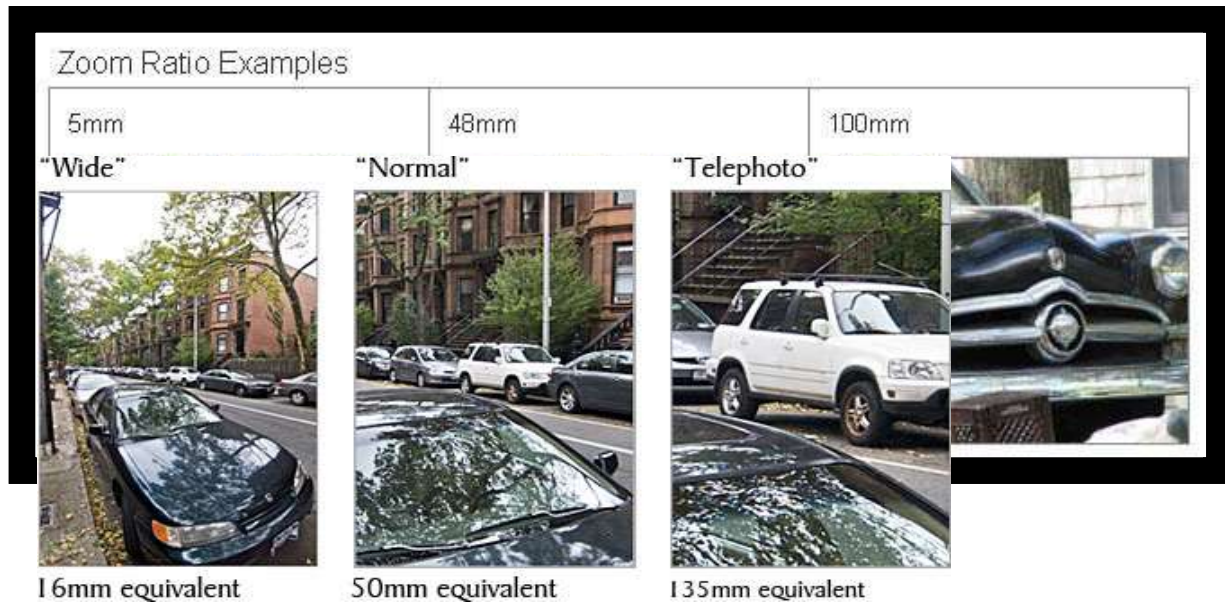 Zoom Ratio Examples
5mm 48mm 100mm
"Wide" "Normal" "Telephoto"
16mm equivalent 50mm equivalent 135mm equivalent